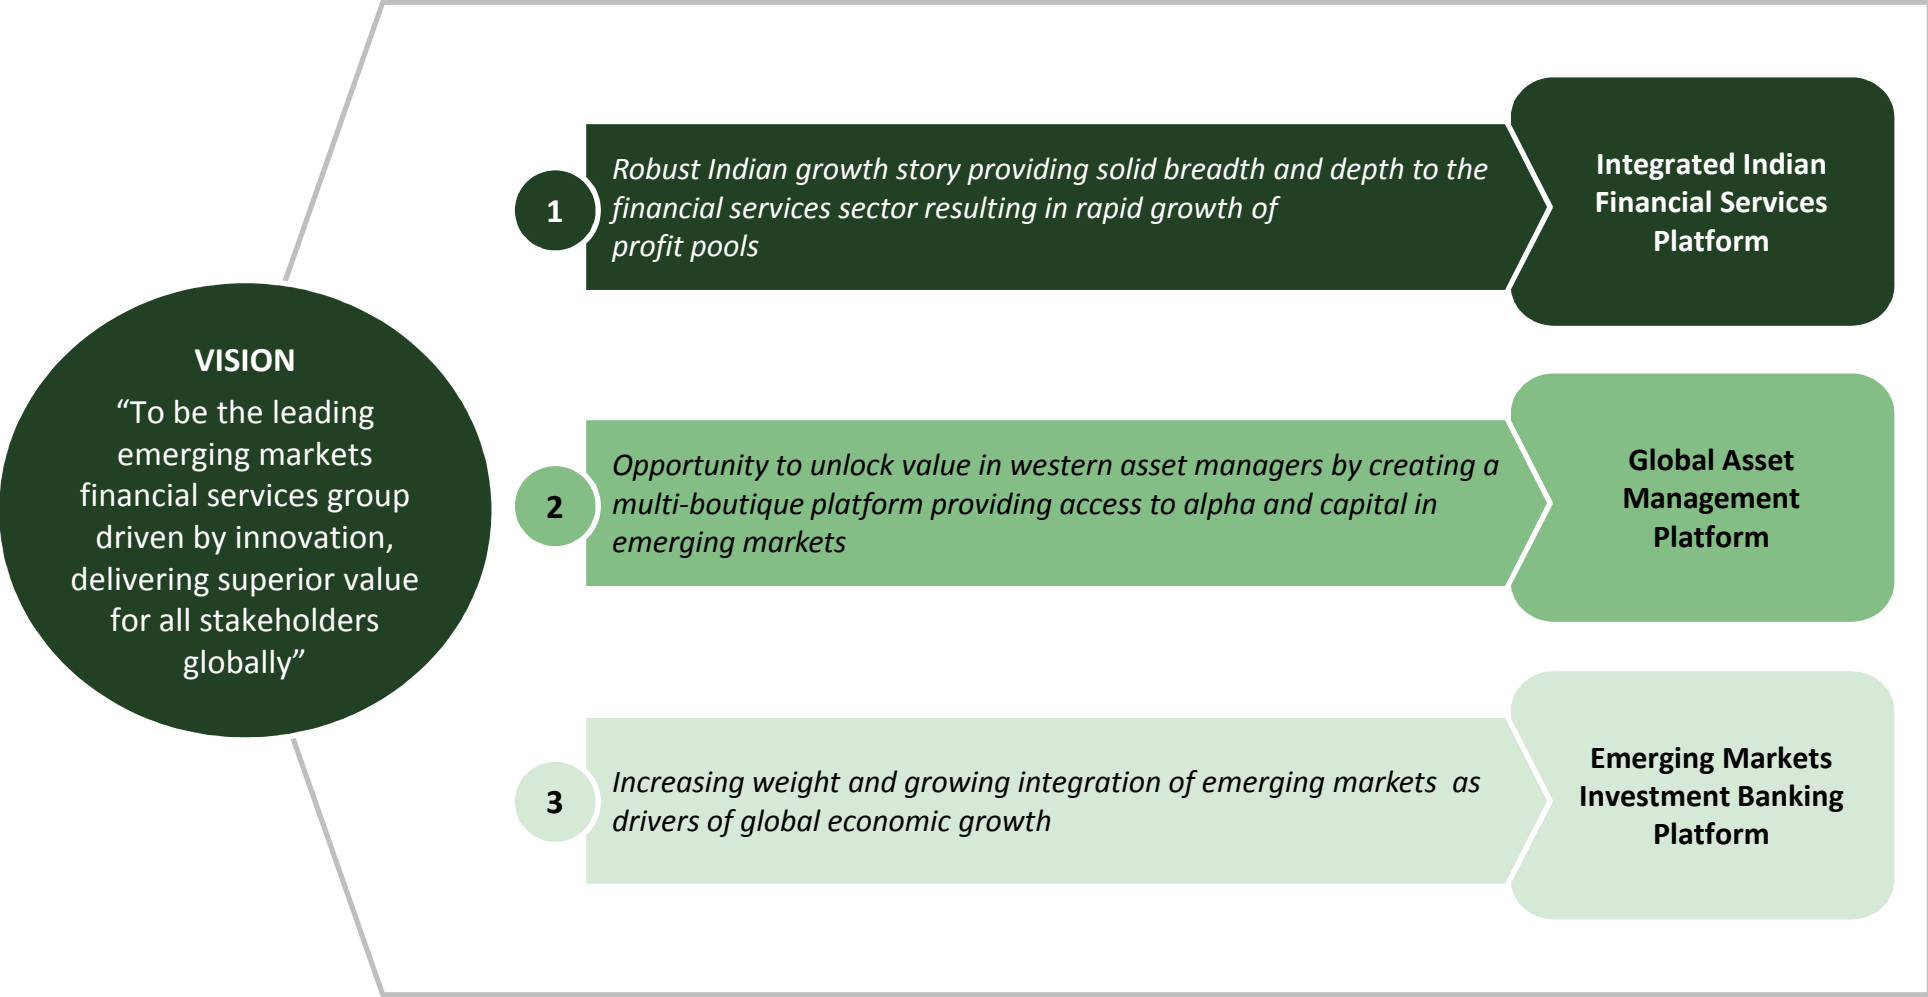 VISION
“To be the leading
emerging markets
financial services group
driven by innovation,
delivering superior value
for all stakeholders
globally”
1
Robust Indian growth story providing solid breadth and depth to the
financial services sector resulting in rapid growth of
profit pools
Integrated Indian
Financial Services
Platform
2
Opportunity to unlock value in western asset managers by creating a
multi-boutique platform providing access to alpha and capital in
emerging markets
Global Asset
Management
Platform
3
Increasing weight and growing integration of emerging markets  as
drivers of global economic growth
Emerging Markets
Investment Banking
Platform